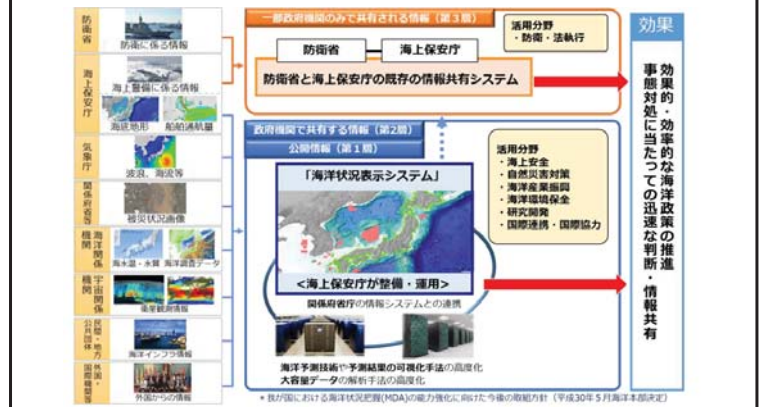 防衛省
防衛に係る情報
海上保安庁
海上警備に係る情報
海底地形
船舶通航量
気象庁
波浪、海流等
関係府省等
被災状況画像
海洋関係機関
海水温・水質
海洋調査データ
宇宙関係機関
衛星観測情報
民間・地方公共団体
海洋インフラ情報
外国・国際機関等
外国からの情報
一部政府機関のみで共有される情報（第３層）
防衛省
海上保安庁
防衛省と海上保安庁の既存の情報共有システム
活用分野
・防衛・法執行
政府機関で共有する情報（第2層）
公開情報（第１層）
「海洋状況表示システム」
<海上保安庁が整備・運用>
関係府省庁の情報システムとの連携
海洋予測技術や予測結果の可視化手法の高度化
大容量データの解析手法の高度化
活用分野
・海上安全
・自然災害対策
・海洋産業振興
・海洋環境保全
・研究開発
・国際連携・国際協力
効果
効果的・効率的な海洋政策の推進
事態対処に当たっての迅速な判断・情報共有
＊我が国における海洋状況把握(MDA)の能力強化に向けた今後の取組方針（平成30年５月海洋本部決定）